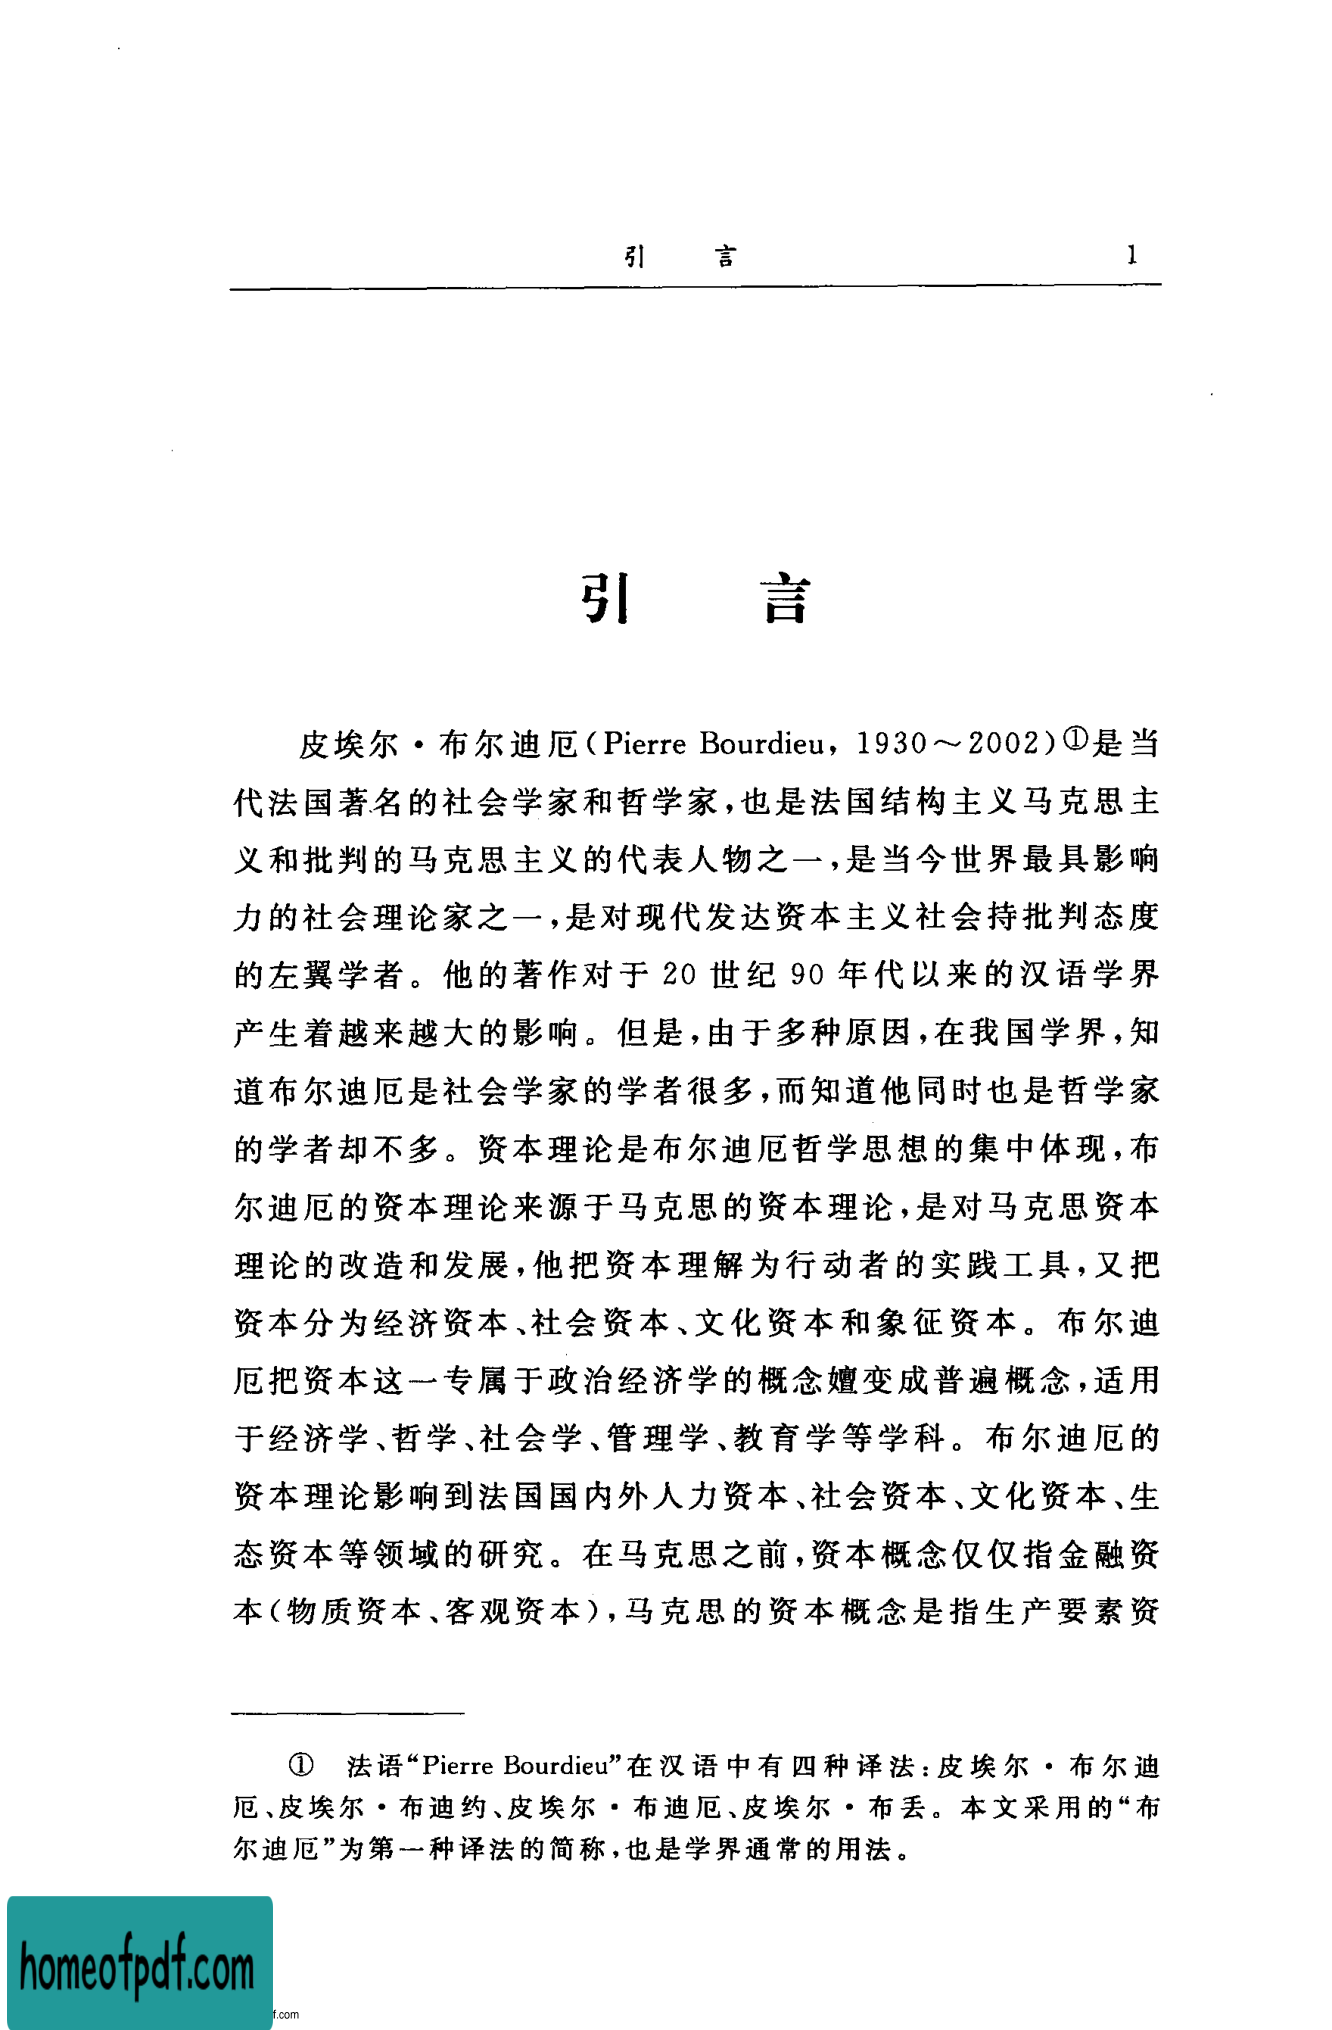 引 言 1
引 言
皮埃尔·布尔迪厄(Pierre Bourdieu, 1930～2002)①是当
代法国著名的社会学家和哲学家,也是法国结构主义马克思主
义和批判的马克思主义的代表人物之一,是当今世界最具影响
力的社会理论家之一,是对现代发达资本主义社会持批判态度
的左翼学者。他的著作对于 20 世纪 90 年代以来的汉语学界
产生着越来越大的影响。但是,由于多种原因,在我国学界,知
道布尔迪厄是社会学家的学者很多,而知道他同时也是哲学家
的学者却不多。资本理论是布尔迪厄哲学思想的集中体现,布
尔迪厄的资本理论来源于马克思的资本理论,是对马克思资本
理论的改造和发展,他把资本理解为行动者的实践工具,又把
资本分为经济资本、社会资本、文化资本和象征资本。布尔迪
厄把资本这一专属于政治经济学的概念嬗变成普遍概念,适用
于经济学、哲学、社会学、管理学、教育学等学科。布尔迪厄的
资本理论影响到法国国内外人力资本、社会资本、文化资本、生
态资本等领域的研究。在马克思之前,资本概念仅仅指金融资
本(物质资本、客观资本),马克思的资本概念是指生产要素资
① 法语“Pierre Bourdieu”在汉语中有四种译法:皮埃尔·布尔迪
厄、皮埃尔·布迪约、皮埃尔·布迪厄、皮埃尔·布丢。本文采用的“布
尔迪厄”为第一种译法的简称,也是学界通常的用法。
homeofpdf.com
f.com